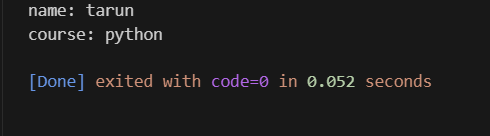 name: tarun
course: python
[Done] exited with code=0 in 0.052 seconds